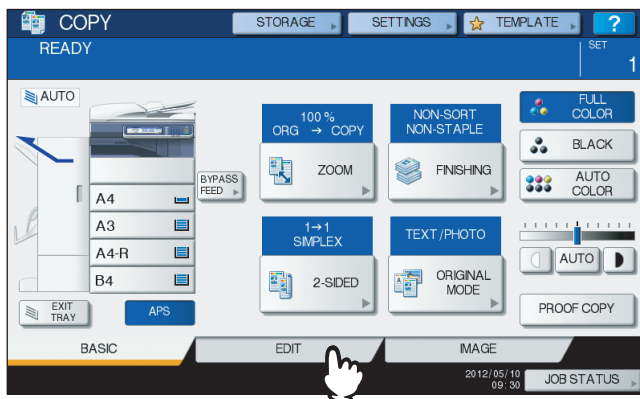 COPY
STORAGE
SETTINGS
TEMPLATE
?
READY
SET
1
AUTO
100 %
ORG → COPY
NON-SORT
NON-STAPLE
FULL
COLOR
ZOOM
FINISHING
BLACK
BYPASS
FEED
AUTO
COLOR
A4
A3
A4-R
B4
1→1
SIMPLEX
TEXT/PHOTO
2-SIDED
ORIGINAL
MODE
AUTO
EXIT
TRAY
APS
PROOF COPY
BASIC
EDIT
IMAGE
2012/05/10
09:30
JOB STATUS